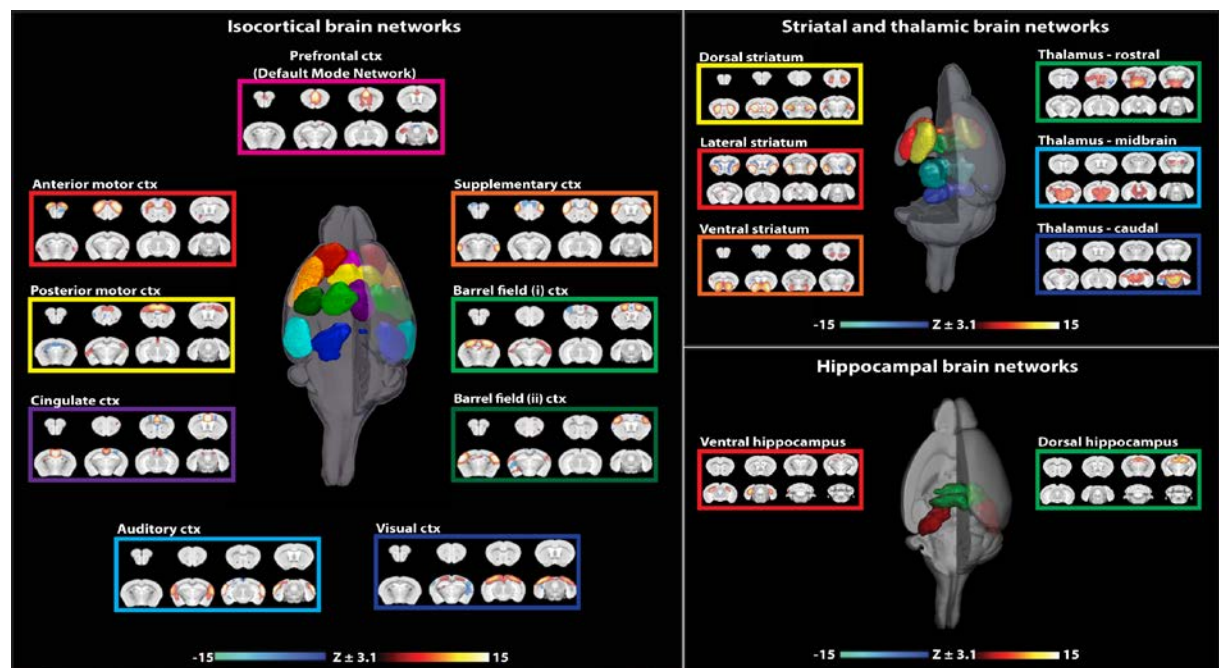 Isocortical brain networks
Prefrontal ctx
(Default Mode Network)
Anterior motor ctx
Supplementary ctx
Posterior motor ctx
Barrel field (i) ctx
Cingulate ctx
Barrel field (ii) ctx
Auditory ctx
Visual ctx
-15 Z ± 3.1 15
Striatal and thalamic brain networks
Dorsal striatum
Thalamus - rostral
Lateral striatum
Thalamus - midbrain
Ventral striatum
Thalamus - caudal
-15 Z ± 3.1 15
Hippocampal brain networks
Ventral hippocampus
Dorsal hippocampus
-15 Z ± 3.1 15